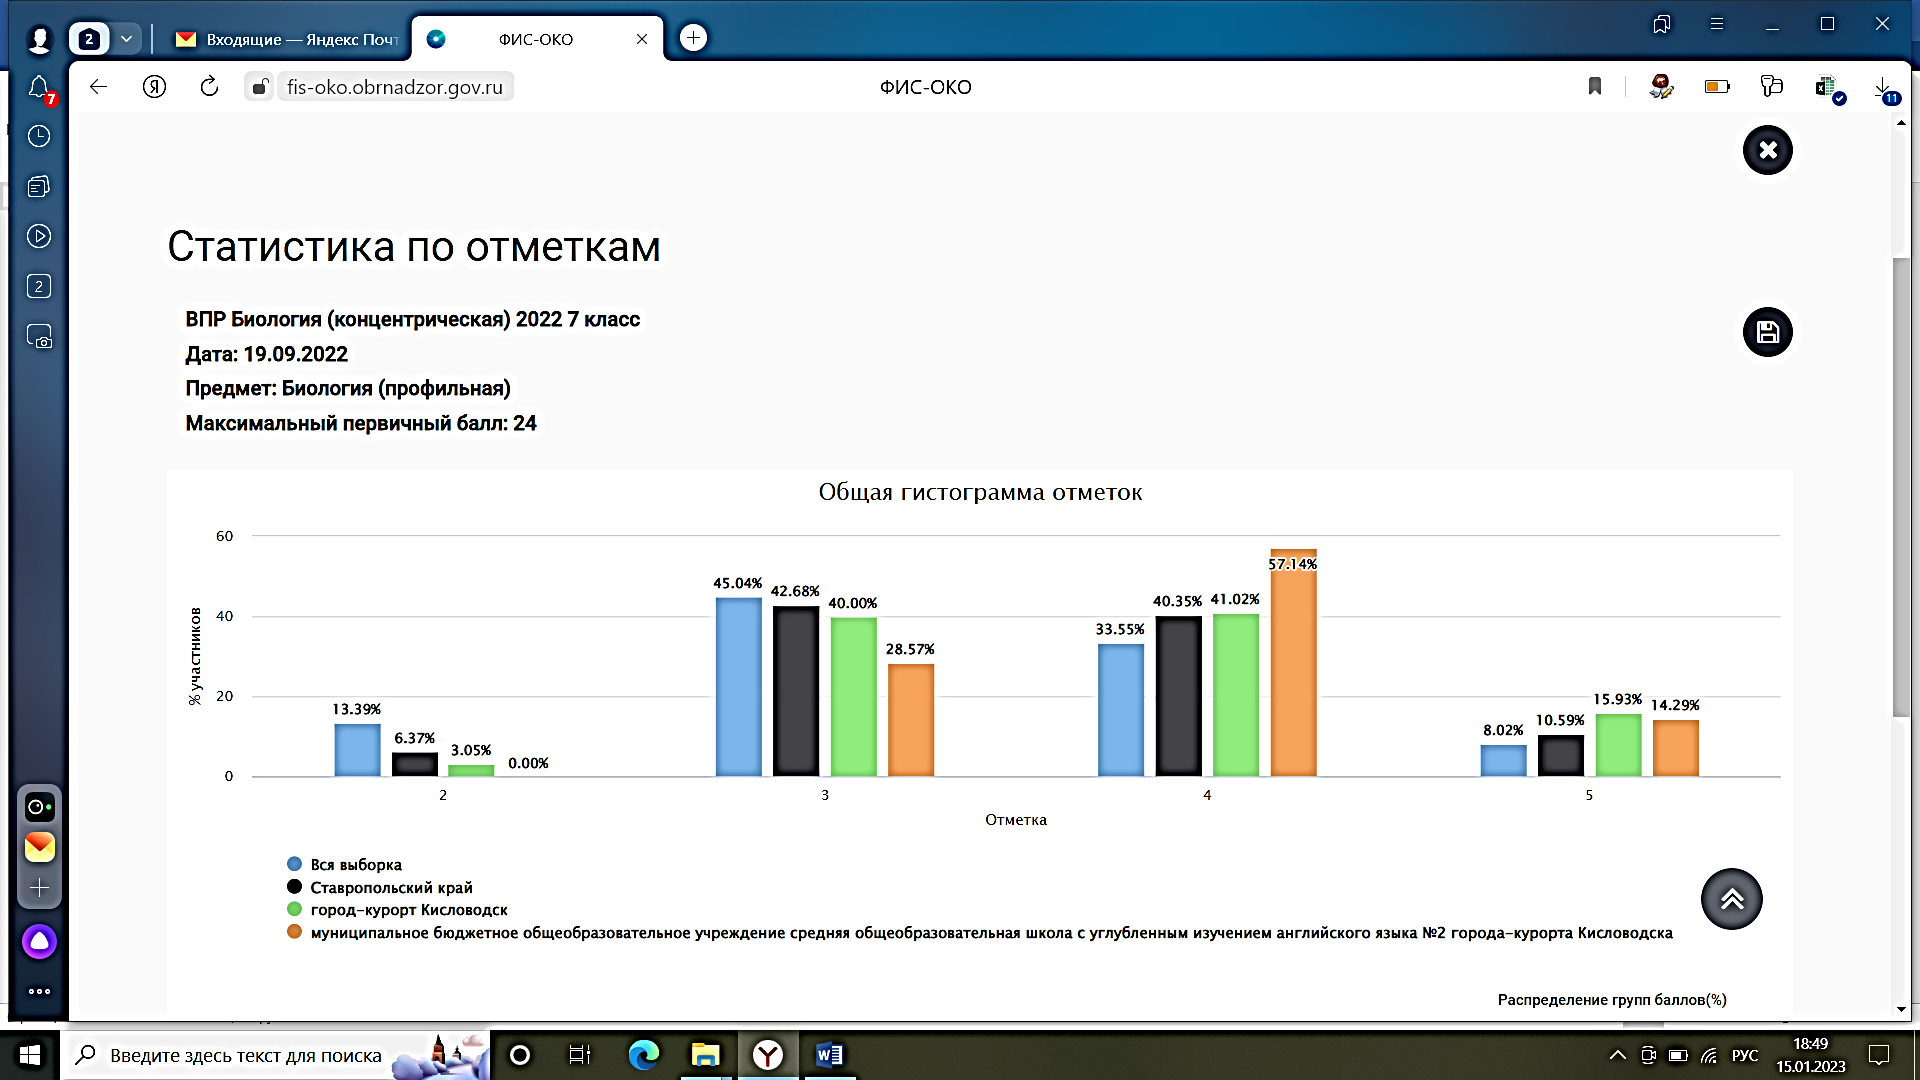 2
Входящие — Яндекс Почт
ФИС-ОКО
7
fis-oko.obrnadzor.gov.ru
ФИС-ОКО
11
2
Статистика по отметкам
ВПР Биология (концентрическая) 2022 7 класс
Дата: 19.09.2022
Предмет: Биология (профильная)
Максимальный первичный балл: 24
Общая гистограмма отметок
% участников
60
40
20
0
13.39%
6.37%
3.05%
0.00%
45.04%
42.68%
40.00%
28.57%
33.55%
40.35%
41.02%
57.14%
8.02%
10.59%
15.93%
14.29%
2
3
4
5
Отметка
Вся выборка
Ставропольский край
город-курорт Кисловодск
муниципальное бюджетное общеобразовательное учреждение средняя общеобразовательная школа с углубленным изучением английского языка №2 города-курорта Кисловодска
Распределение групп баллов(%)
Введите здесь текст для поиска
РУС
18:49
15.01.2023